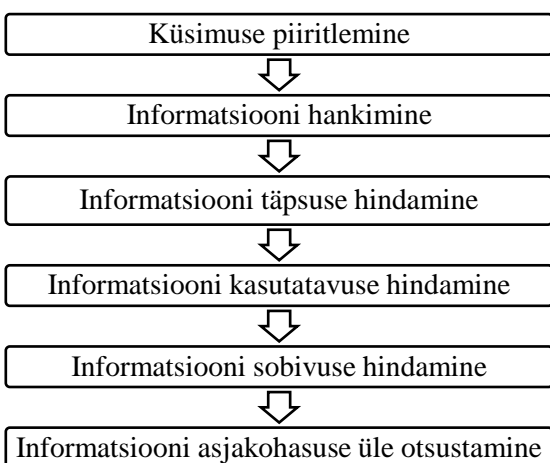 Küsimuse piiritlemine
Informatsiooni hankimine
Informatsiooni täpsuse hindamine
Informatsiooni kasutatavuse hindamine
Informatsiooni sobivuse hindamine
Informatsiooni asjakohasuse üle otsustamine